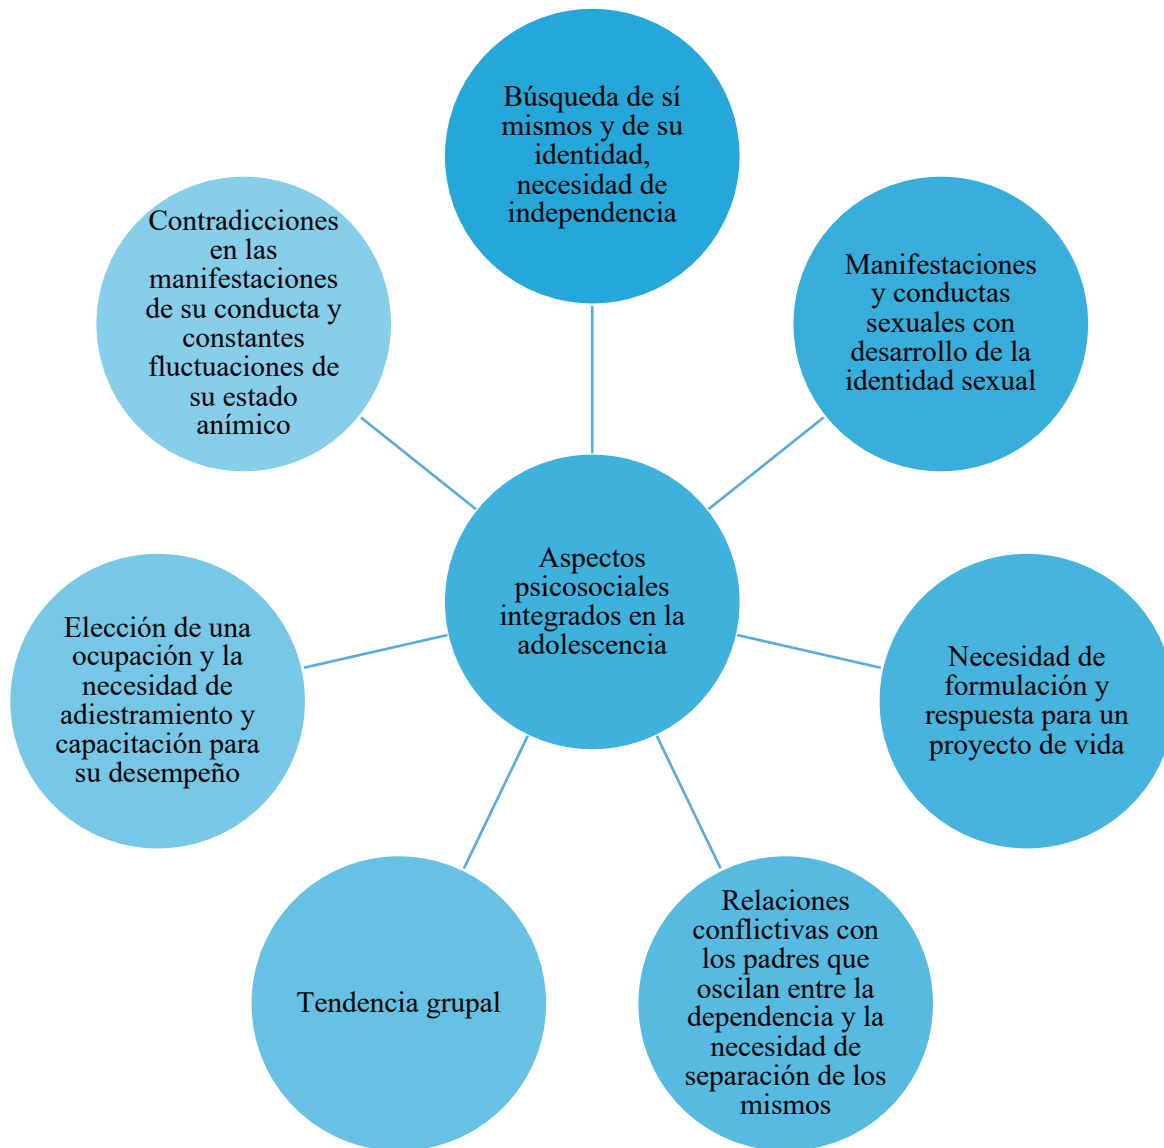 Búsqueda de sí
mismos y de su
identidad,
necesidad de
independencia
Manifestaciones
y conductas
sexuales con
desarrollo de la
identidad sexual
Necesidad de
formulación y
respuesta para un
proyecto de vida
Relaciones
conflictivas con
los padres que
oscilan entre la
dependencia y la
necesidad de
separación de los
mismos
Tendencia grupal
Elección de una
ocupación y la
necesidad de
adiestramiento y
capacitación para
su desempeño
Contradicciones
en las
manifestaciones
de su conducta y
constantes
fluctuaciones de
su estado
anímico
Aspectos
psicosociales
integrados en la
adolescencia